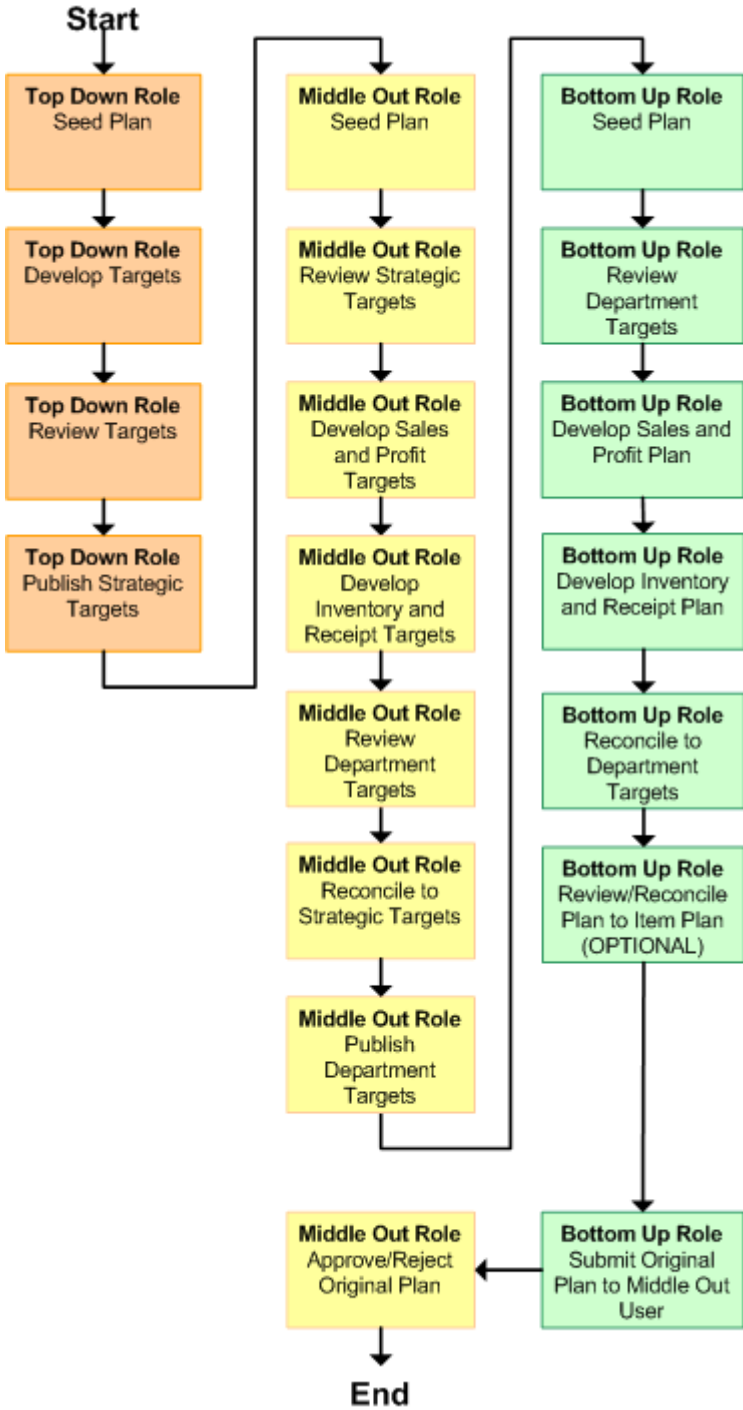 Start
Top Down Role
Seed Plan
Top Down Role
Develop Targets
Top Down Role
Review Targets
Top Down Role
Publish Strategic
Targets
Middle Out Role
Seed Plan
Middle Out Role
Review Strategic
Targets
Middle Out Role
Develop Sales
and Profit
Targets
Middle Out Role
Develop
Inventory and
Receipt Targets
Middle Out Role
Review
Department
Targets
Middle Out Role
Reconcile to
Strategic Targets
Middle Out Role
Publish
Department
Targets
Bottom Up Role
Seed Plan
Bottom Up Role
Review
Department
Targets
Bottom Up Role
Develop Sales and
Profit Plan
Bottom Up Role
Develop Inventory
and Receipt Plan
Bottom Up Role
Reconcile to
Department
Targets
Bottom Up Role
Review/Reconcile
Plan to Item Plan
(OPTIONAL)
Bottom Up Role
Submit Original
Plan to Middle Out
User
Middle Out Role
Approve/Reject
Original Plan
End